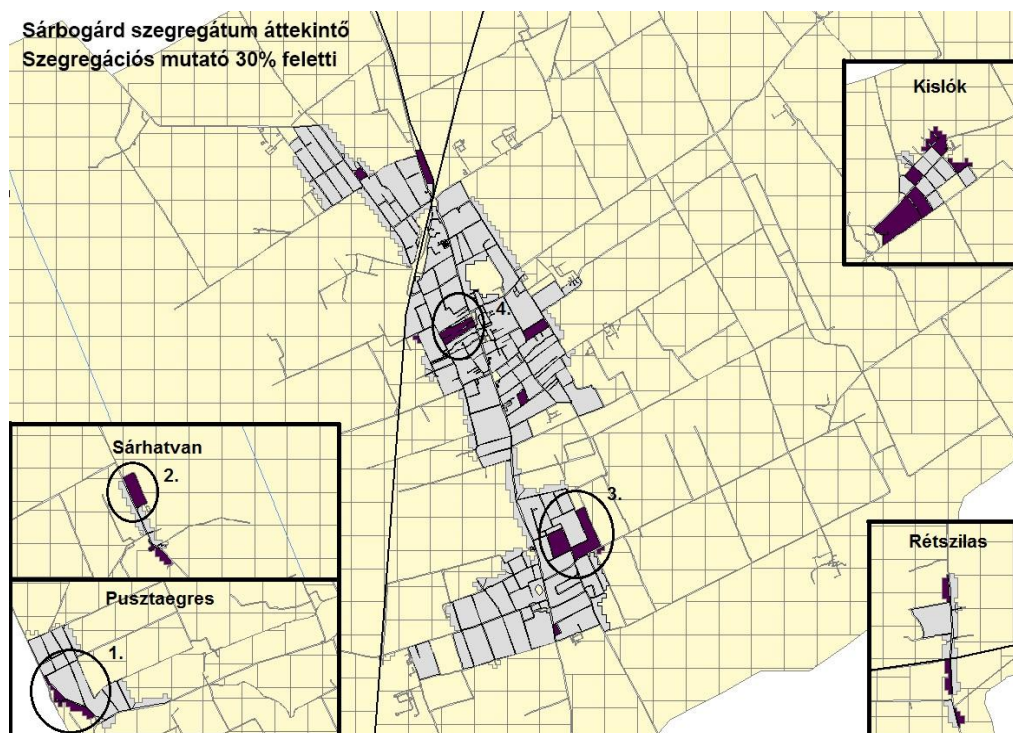 Sárbogárd szegregátum áttekintő
Szegregációs mutató 30% feletti
Kislók
4.
Sárhatvan
2.
3.
Rétszilas
Pusztaegres
1.